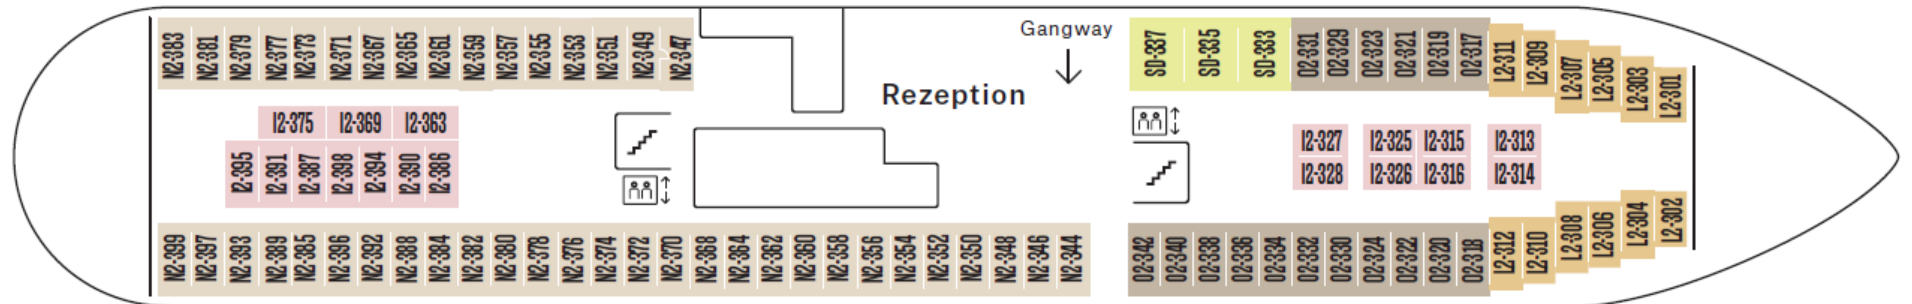 N2-383 N2-381 N2-379 N2-377 N2-373 N2-371 N2-367 N2-365 N2-361 N2-359 N2-357 N2-355 N2-353 N2-351 N2-349 N2-347
Gangway
SD-337 SD-335 SD-333 O2-331 O2-329 O2-323 O2-321 O2-319 O2-317 L2-311 L2-309 L2-307 L2-305 L2-303 L2-301
Rezeption
I2-375 I2-369 I2-363
I2-395 I2-391 I2-387 I2-398 I2-394 I2-390 I2-386
I2-327 I2-325 I2-315 I2-313
I2-328 I2-326 I2-316 I2-314
N2-399 N2-397 N2-393 N2-389 N2-385 N2-396 N2-392 N2-388 N2-384 N2-382 N2-380 N2-378 N2-376 N2-374 N2-372 N2-370 N2-368 N2-364 N2-362 N2-360 N2-358 N2-356 N2-354 N2-352 N2-350 N2-348 N2-346 N2-344
O2-342 O2-340 O2-338 O2-336 O2-334 O2-332 O2-330 O2-324 O2-322 O2-320 O2-318 L2-312 L2-310 L2-308 L2-306 L2-304 L2-302